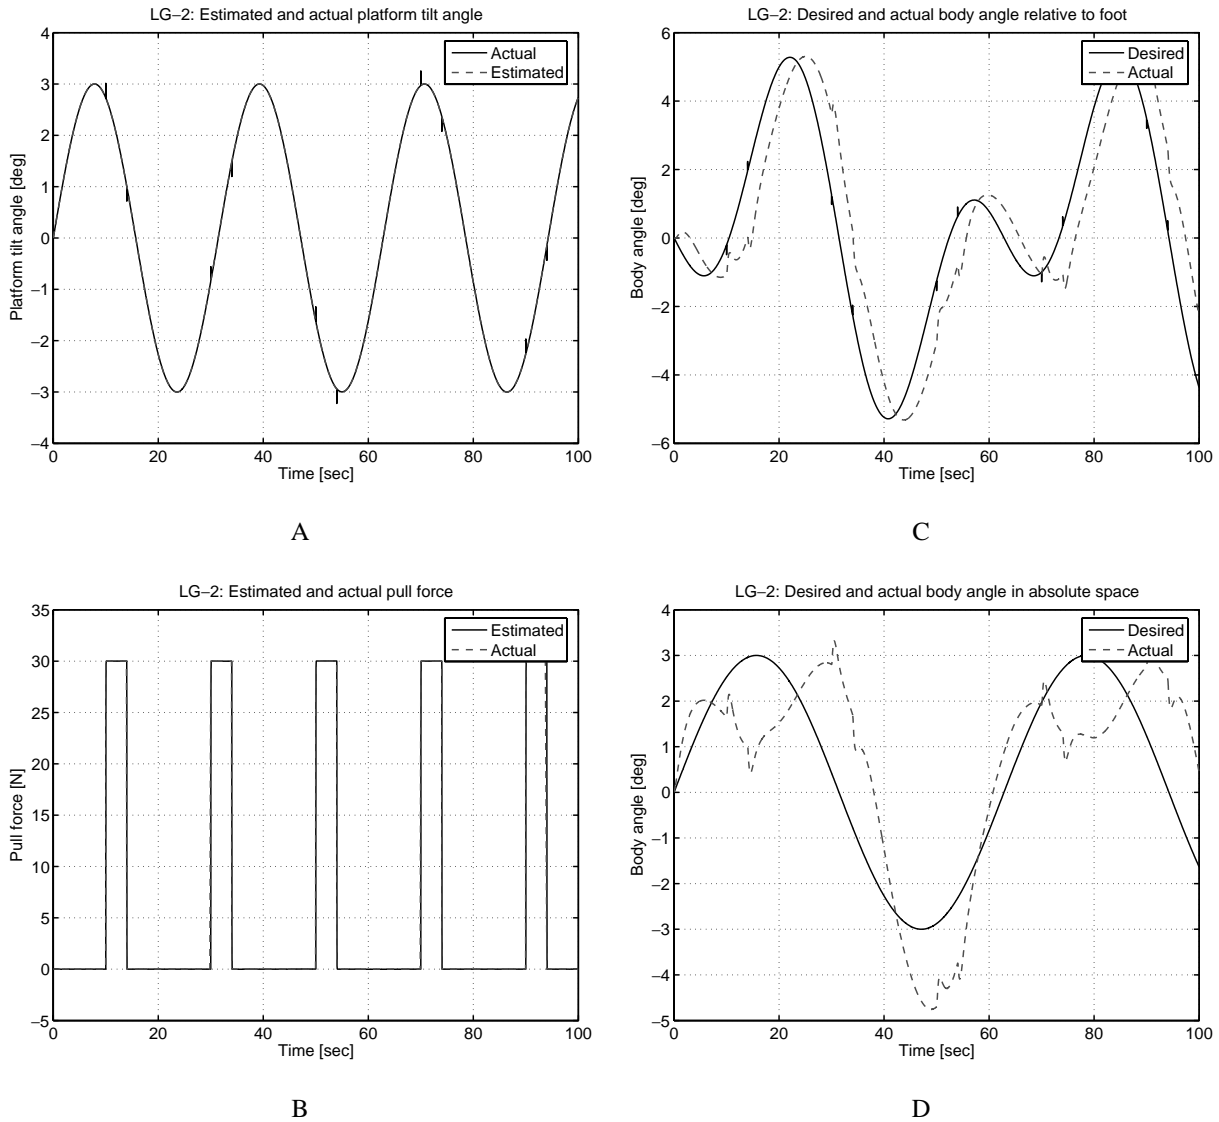 LG−2: Estimated and actual platform tilt angle
4
3
2
1
0
−1
−2
−3
−4
Platform tilt angle [deg]
Actual
Estimated
0 20 40 60 80 100
Time [sec]
A
LG−2: Desired and actual body angle relative to foot
6
4
2
0
−2
−4
−6
Body angle [deg]
Desired
Actual
0 20 40 60 80 100
Time [sec]
C
LG−2: Estimated and actual pull force
35
30
25
20
15
10
5
0
−5
Pull force [N]
Estimated
Actual
0 20 40 60 80 100
Time [sec]
B
LG−2: Desired and actual body angle in absolute space
4
3
2
1
0
−1
−2
−3
−4
−5
Body angle [deg]
Desired
Actual
0 20 40 60 80 100
Time [sec]
D